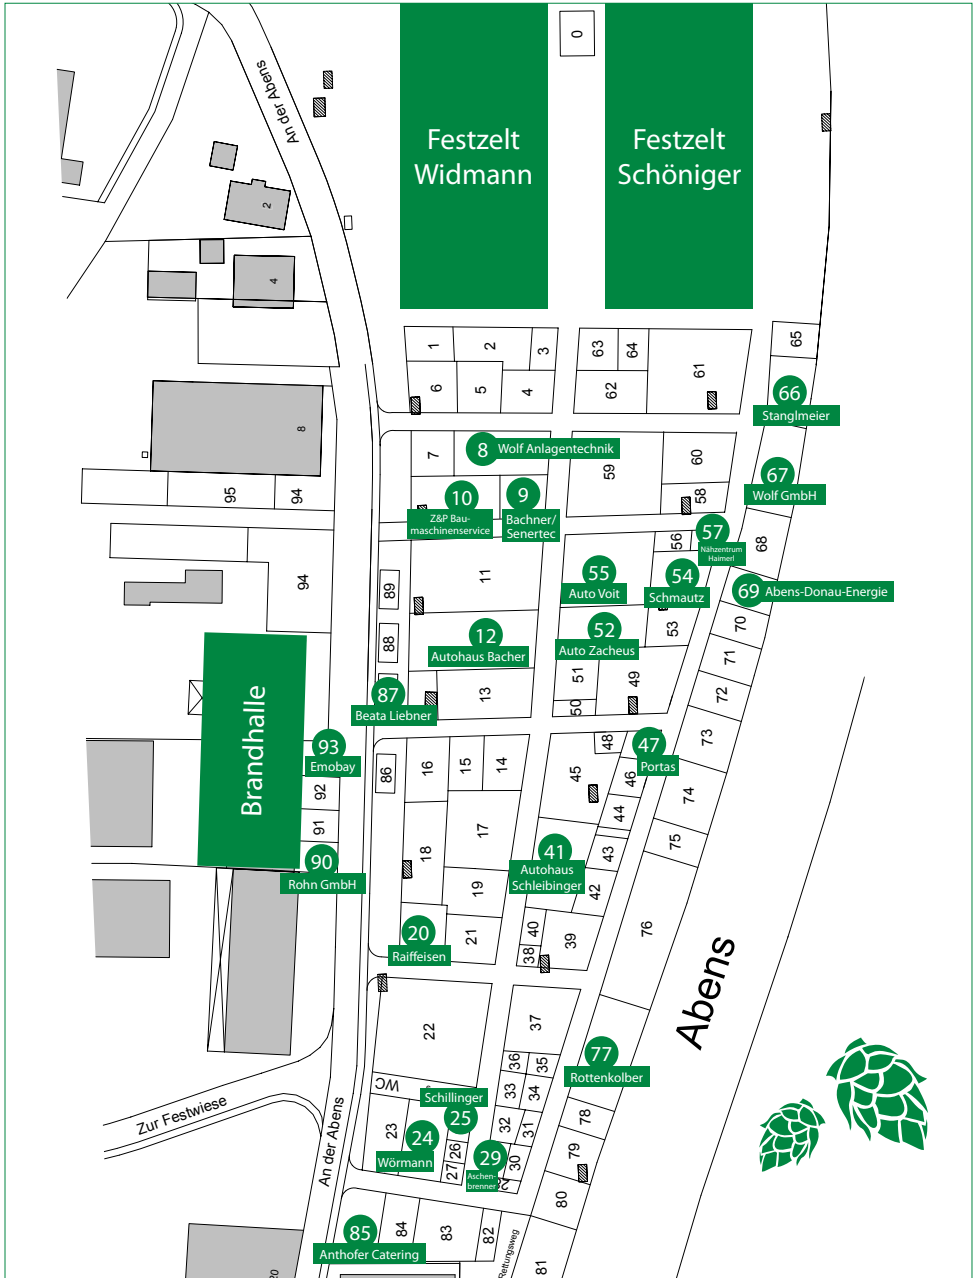 0
An der Abens
Festzelt
Widmann
Festzelt
Schöniger
2
4
1
2
3
63
64
61
65
6
5
4
62
66
Stanglmeier
8
7
8
Wolf Anlagentechnik
59
60
67
Wolf GmbH
95
94
10
Z&P Bau-
maschinenservice
9
Bachner/
Senertec
58
57
Nähzentrum
Haimerl
56
68
94
89
11
55
Auto Voit
54
Schmautz
69
Abens-Donau-Energie
88
12
Autohaus Bacher
52
Auto Zacheus
53
70
71
87
Beata Liebner
13
51
50
49
72
Brandhalle
93
Emobay
86
16
15
14
45
48
47
Portas
73
92
46
74
91
17
44
75
90
Rohn GmbH
18
41
Autohaus
Schleibinger
43
19
42
20
Raiffeisen
21
40
38
39
76
Abens
22
37
WC
36
35
77
Rottenkolber
Zur Festwiese
An der Abens
Schillinger
25
33
34
23
24
Wörmann
26
27
29
Aschen-
brenner
32
31
30
78
79
80
85
Anthofer Catering
84
83
82
Rettungsweg
81
20